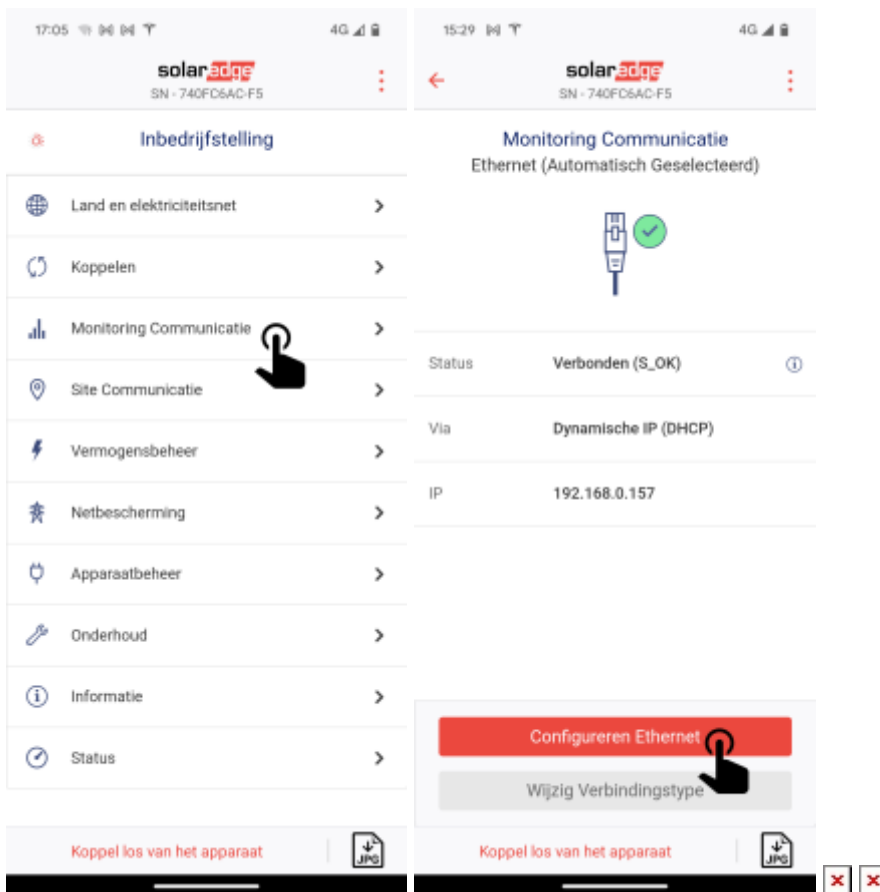 17:05
4G
solaredge
SN - 740FC6AC-F5
Inbedrijfstelling
Land en elektriciteitsnet
Koppelen
Monitoring Communicatie
Site Communicatie
Vermogensbeheer
Netbescherming
Apparaatbeheer
Onderhoud
Informatie
Status
Koppel los van het apparaat
JPG
15:29
4G
solaredge
SN - 740FC6AC-F5
Monitoring Communicatie
Ethernet (Automatisch Geselecteerd)
Status Verbonden (S_OK)
Via Dynamische IP (DHCP)
IP 192.168.0.157
Configureren Ethernet
Wijzig Verbindingstype
Koppel los van het apparaat
JPG